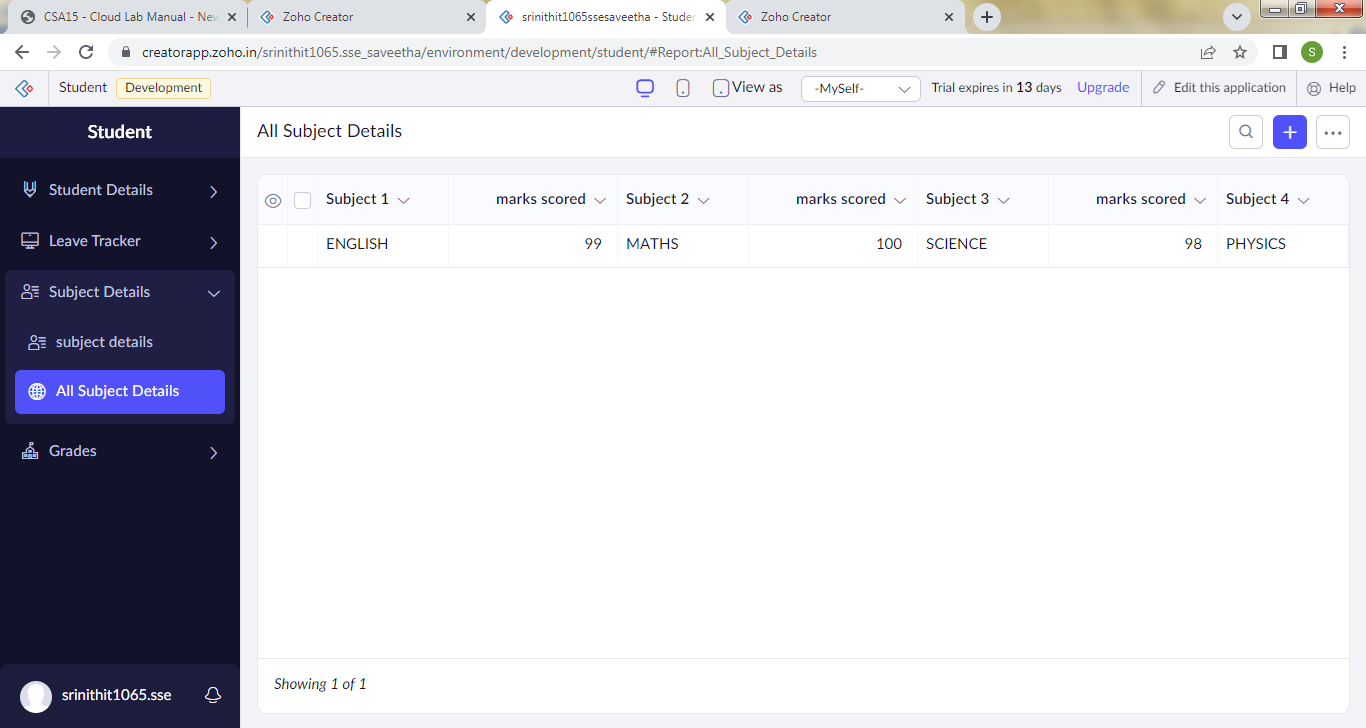 CSA15 - Cloud Lab Manual - New
Zoho Creator
srinithit1065ssesaveetha - Studen
Zoho Creator
creatorapp.zoho.in/srinithit1065.sse_saveetha/environment/development/student/#Report:All_Subject_Details
S
Student Development View as -MySelf- Trial expires in 13 days Upgrade Edit this application Help
Student
All Subject Details
Student Details
Leave Tracker
Subject Details
subject details
All Subject Details
Grades
Subject 1 marks scored Subject 2 marks scored Subject 3 marks scored Subject 4
ENGLISH 99 MATHS 100 SCIENCE 98 PHYSICS
Showing 1 of 1
srinithit1065.sse